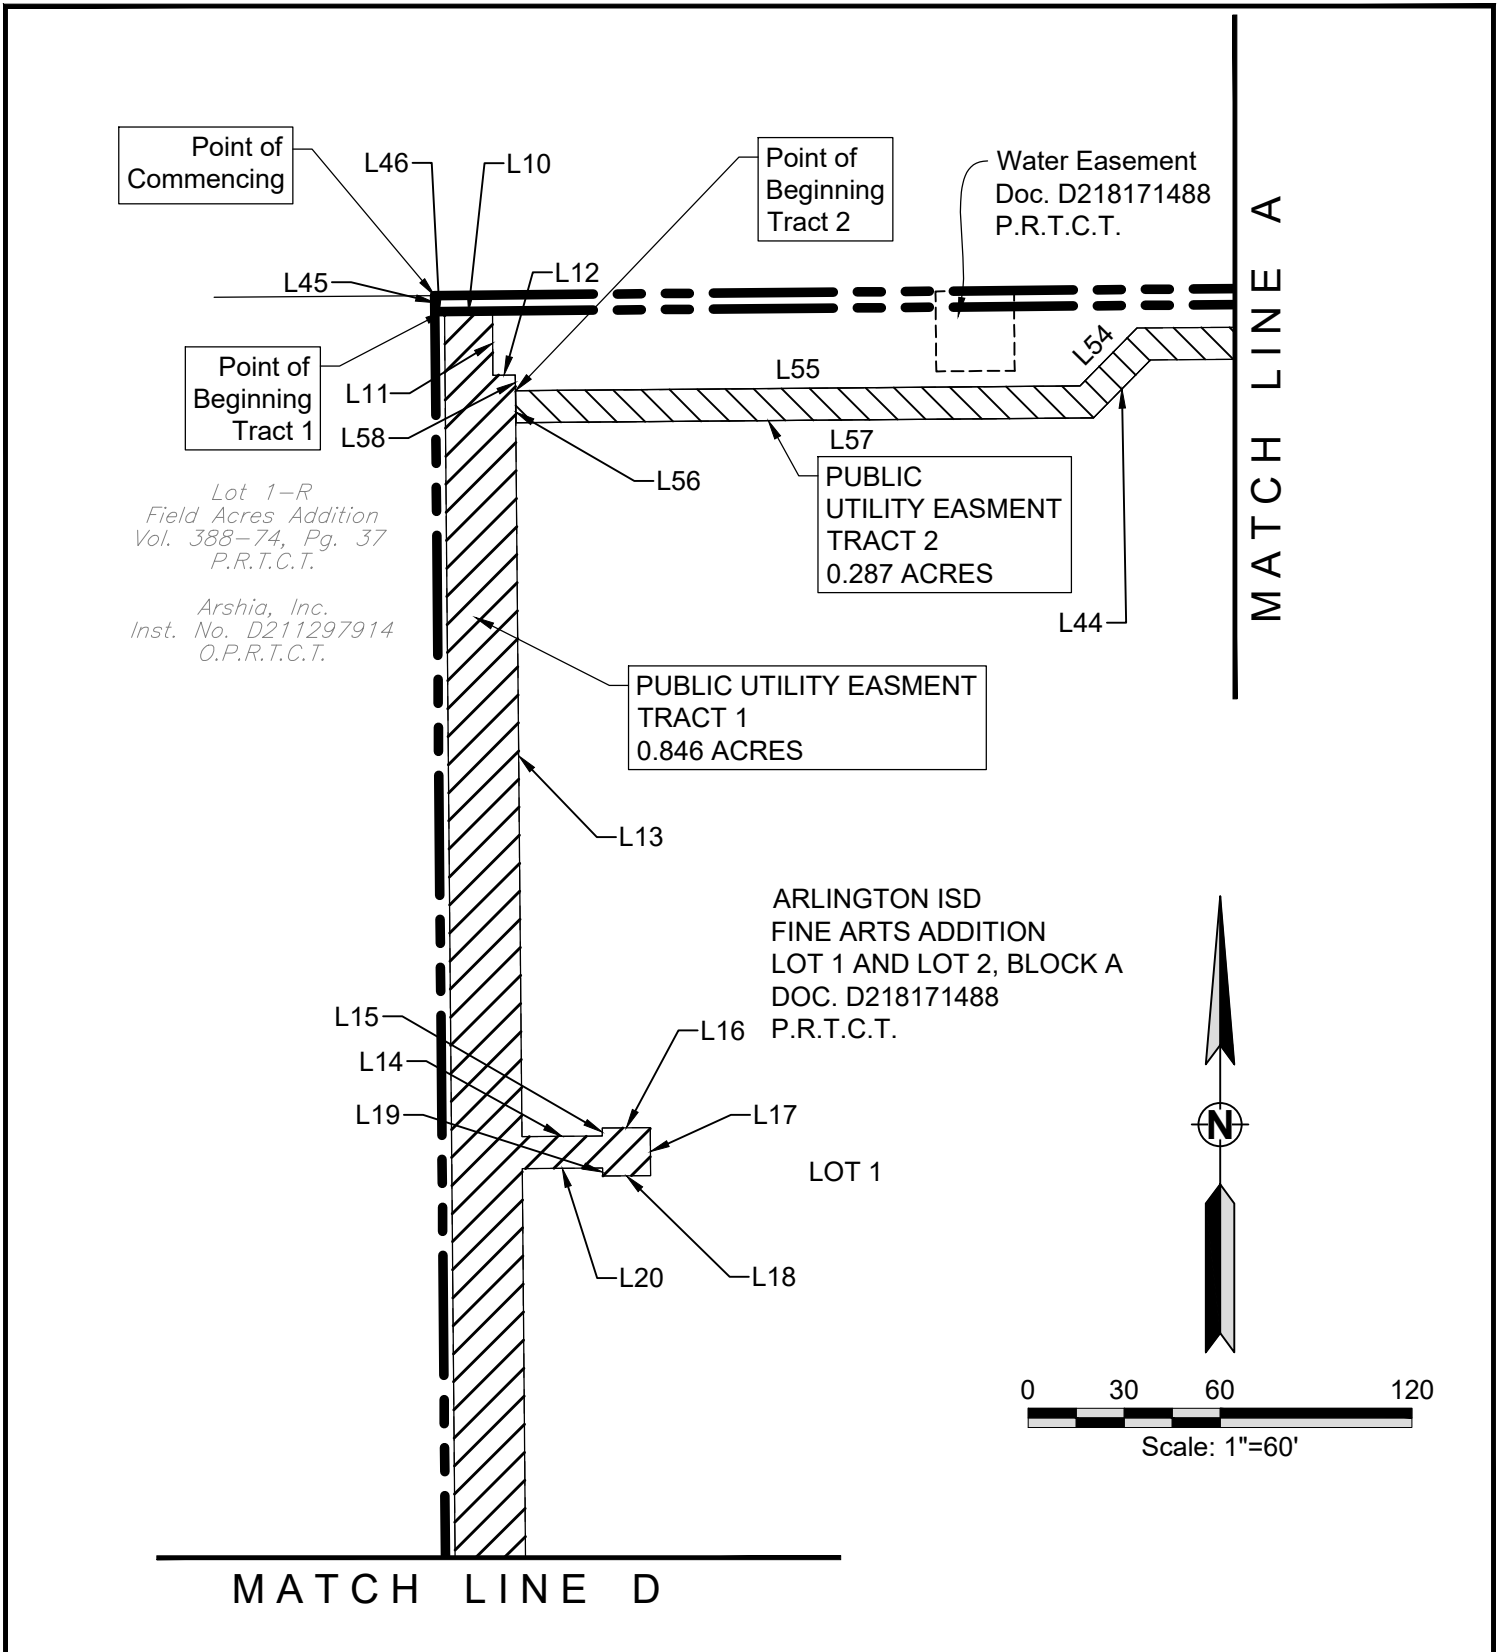 Point of
Commencing
L46
L10
Point of
Beginning
Tract 2
Water Easement
Doc. D218171488
P.R.T.C.T.
MATCH LINE A
L45
L12
L54
Point of
Beginning
Tract 1
L11
L55
L58
L57
L56
PUBLIC
UTILITY EASMENT
TRACT 2
0.287 ACRES
Lot 1-R
Field Acres Addition
Vol. 388-74, Pg. 37
P.R.T.C.T.
Arshia, Inc.
Inst. No. D211297914
O.P.R.T.C.T.
L44
PUBLIC UTILITY EASMENT
TRACT 1
0.846 ACRES
L13
ARLINGTON ISD
FINE ARTS ADDITION
LOT 1 AND LOT 2, BLOCK A
DOC. D218171488
P.R.T.C.T.
L15
L16
L14
L19
L17
N
LOT 1
L20
L18
0 30 60 120
Scale: 1"=60'
MATCH LINE D